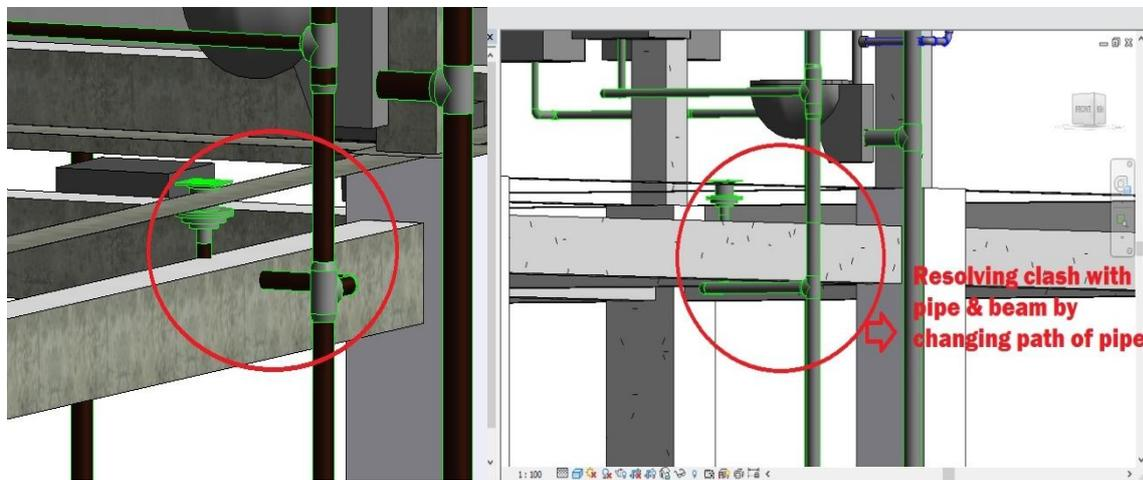 FRONT
Resolving clash with
pipe & beam by
changing path of pipe
1 : 100